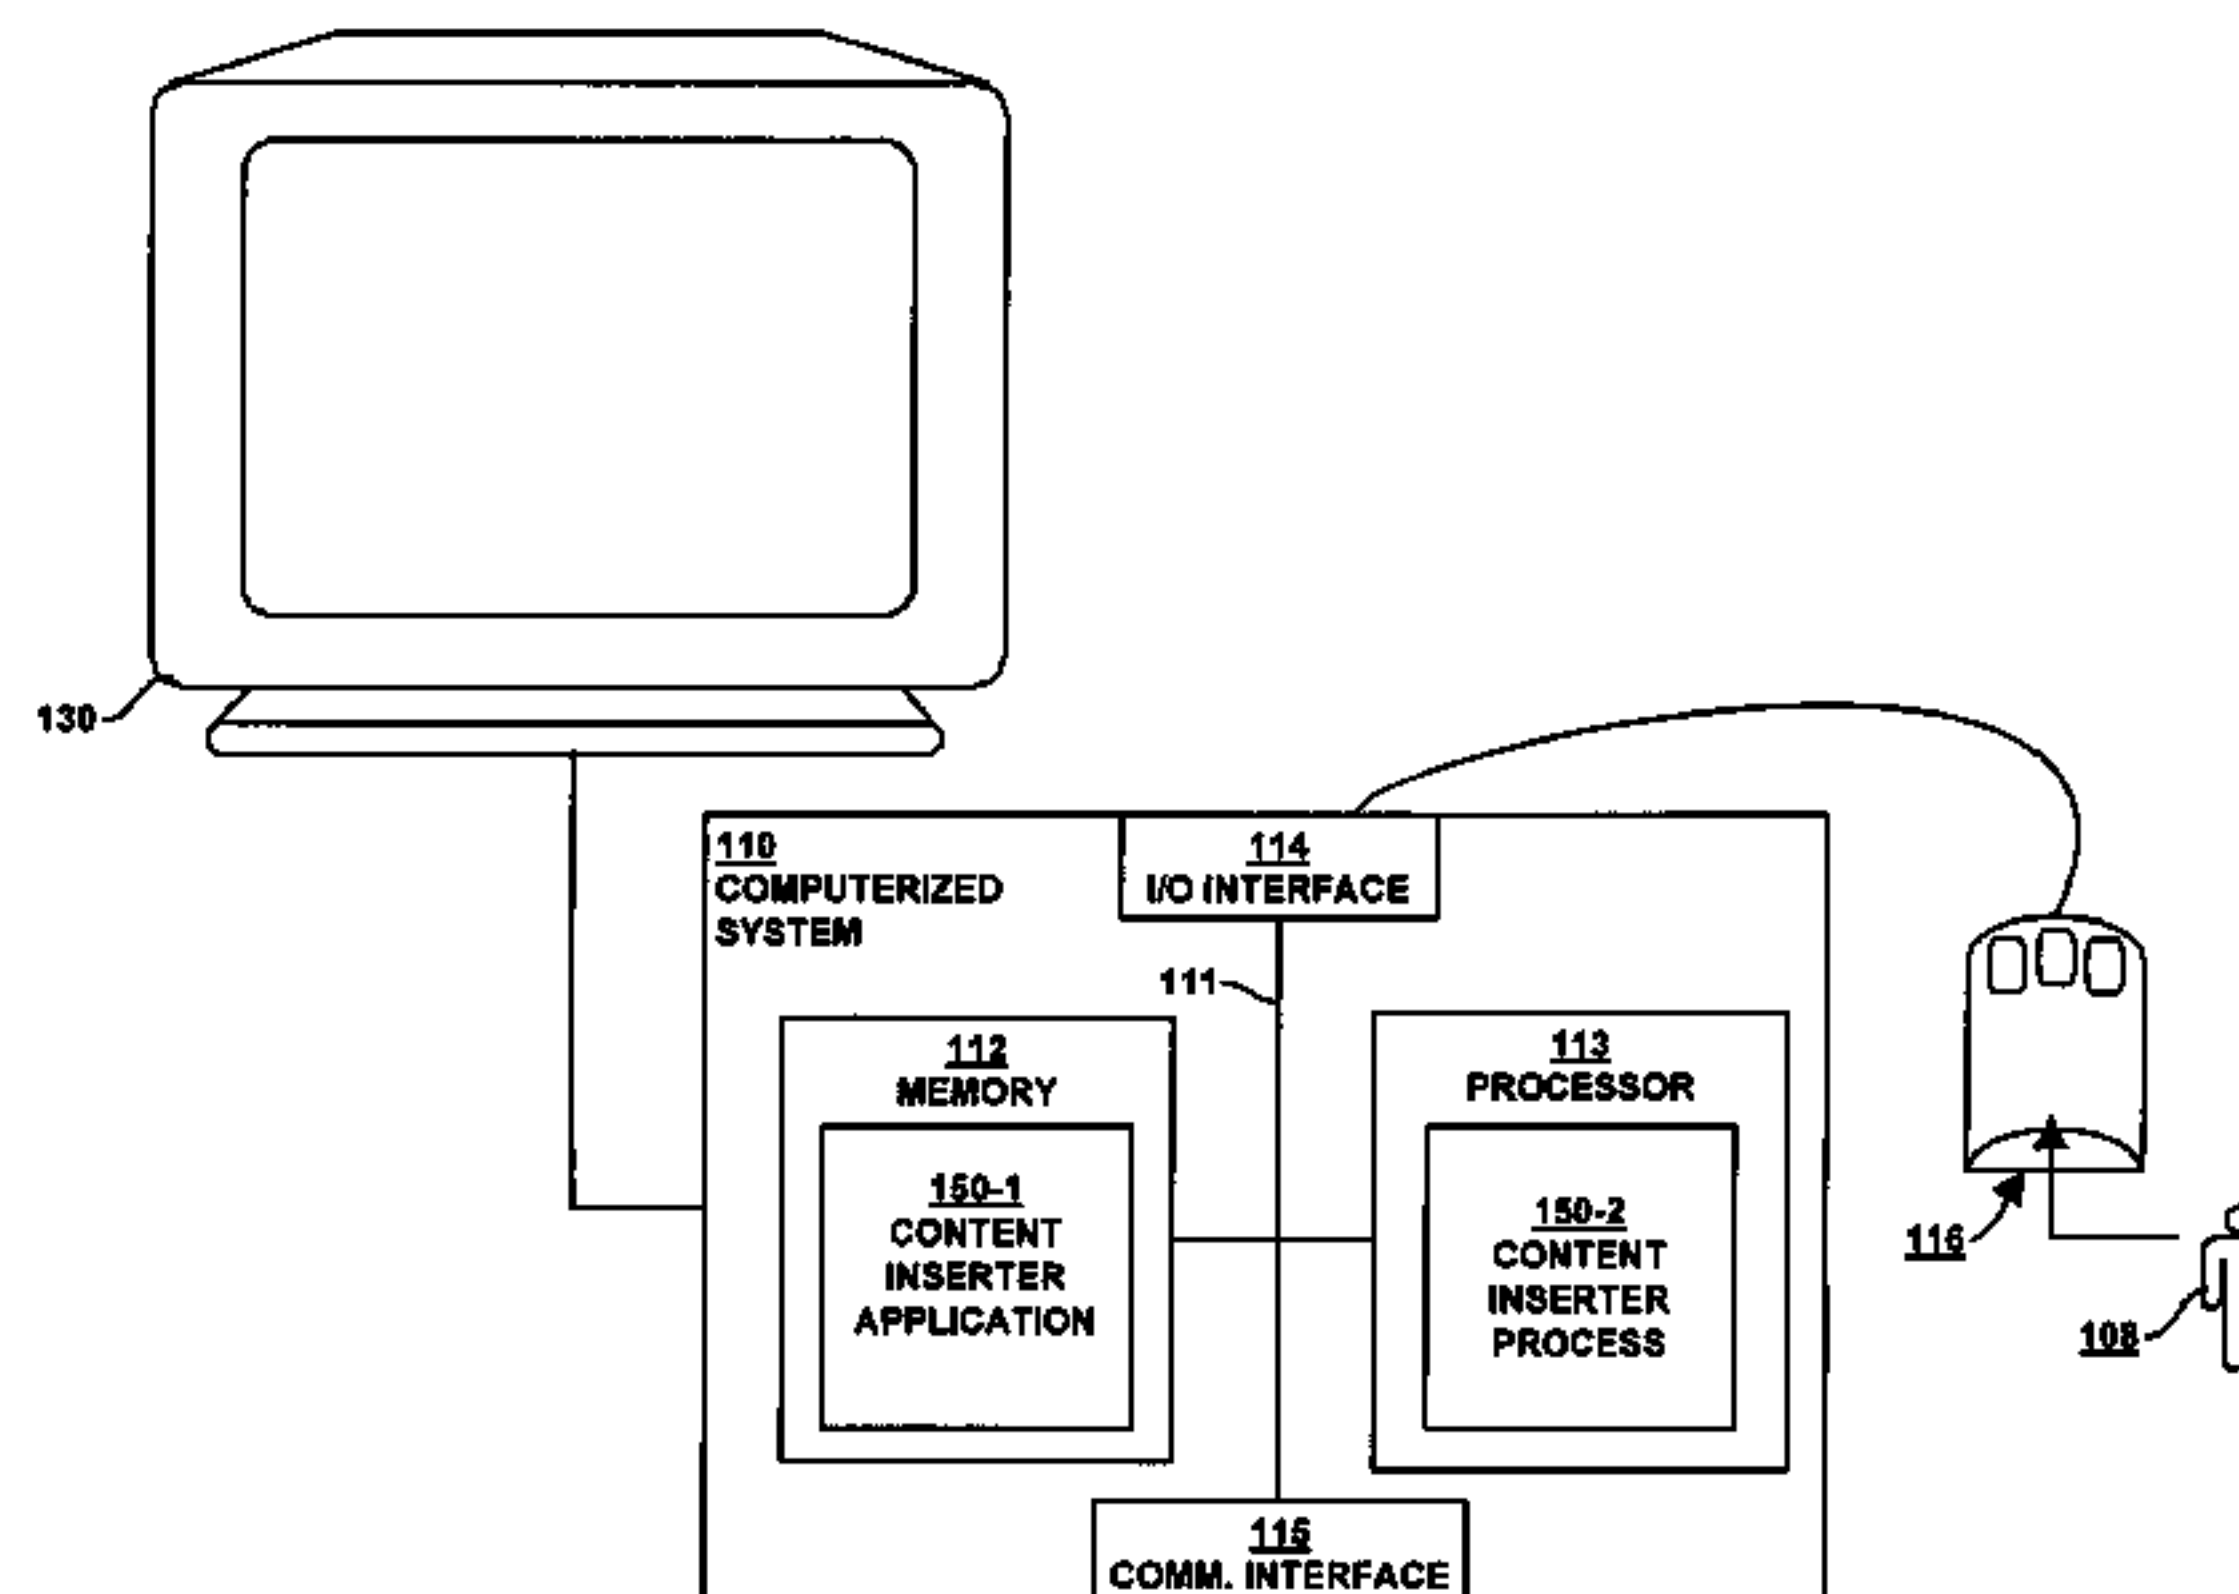 130
110
COMPUTERIZED
SYSTEM
114
I/O INTERFACE
111
112
MEMORY
150-1
CONTENT
INSERTER
APPLICATION
113
PROCESSOR
150-2
CONTENT
INSERTER
PROCESS
116
108
115
COMM. INTERFACE